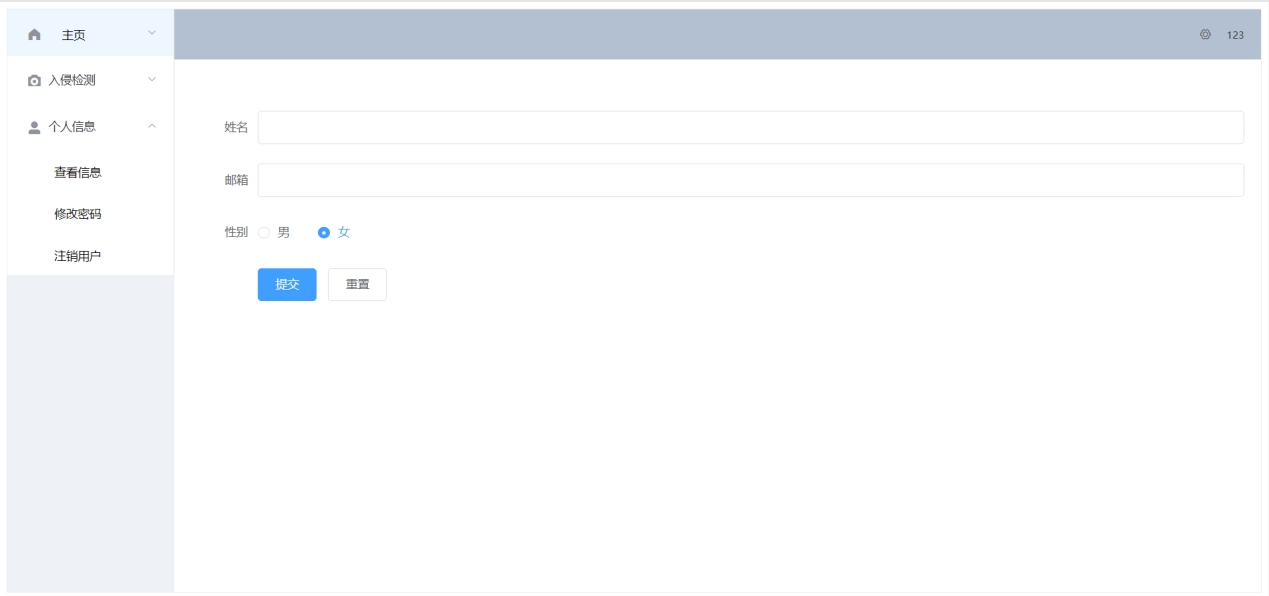 主页
入侵检测
个人信息
查看信息
修改密码
注销用户
123
姓名
邮箱
性别 男 女
提交 重置